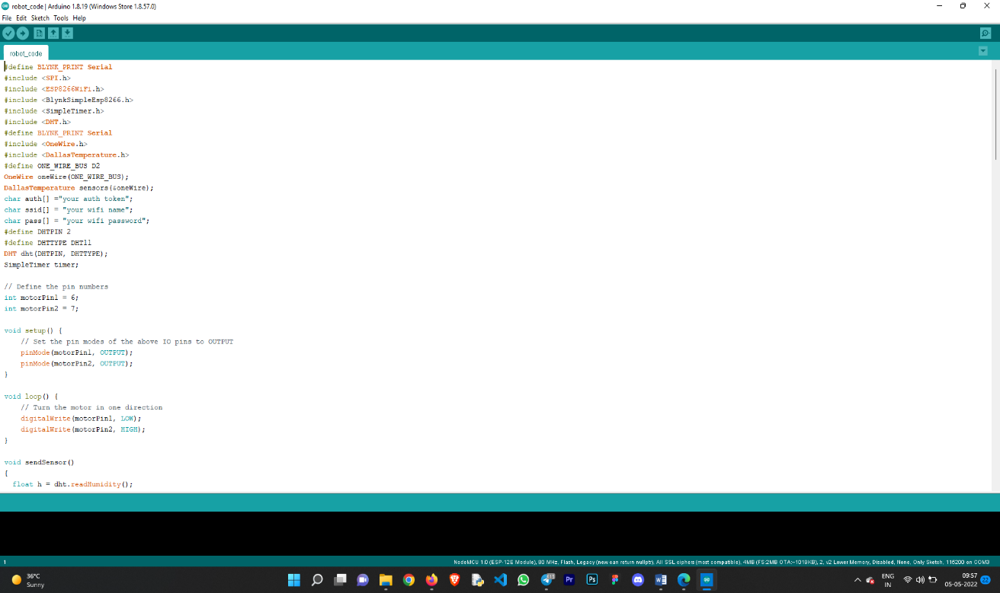 robot_code | Arduino 1.8.19 (Windows Store 1.8.57.0)
File Edit Sketch Tools Help
robot_code
#define BLYNK_PRINT Serial
#include <SPI.h>
#include <ESP8266WiFi.h>
#include <BlynkSimpleEsp8266.h>
#include <SimpleTimer.h>
#include <DHT.h>
#define BLYNK_PRINT Serial
#include <OneWire.h>
#include <DallasTemperature.h>
#define ONE_WIRE_BUS D2
OneWire oneWire(ONE_WIRE_BUS);
DallasTemperature sensors(&oneWire);
char auth[] ="your auth token";
char ssid[] = "your wifi name";
char pass[] = "your wifi password";
#define DHTPIN 2
#define DHTTYPE DHT11
DHT dht(DHTPIN, DHTTYPE);
SimpleTimer timer;
// Define the pin numbers
int motorPin1 = 6;
int motorPin2 = 7;
void setup() {
// Set the pin modes of the above IO pins to OUTPUT
pinMode(motorPin1, OUTPUT);
pinMode(motorPin2, OUTPUT);
}
void loop() {
// Turn the motor in one direction
digitalWrite(motorPin1, LOW);
digitalWrite(motorPin2, HIGH);
}
void sendSensor()
{
float h = dht.readHumidity();
1 NodeMCU 1.0 (ESP-12E Module), 80 MHz, Flash, Legacy (new can return nullptr), All SSL ciphers (most compatible), 4MB (FS:2MB OTA:~1019KB), 2, v2 Lower Memory, Disabled, None, Only Sketch, 115200 on COM3
36°C
Sunny
Pr
Ps
ENG
IN
09:57
05-05-2022
22